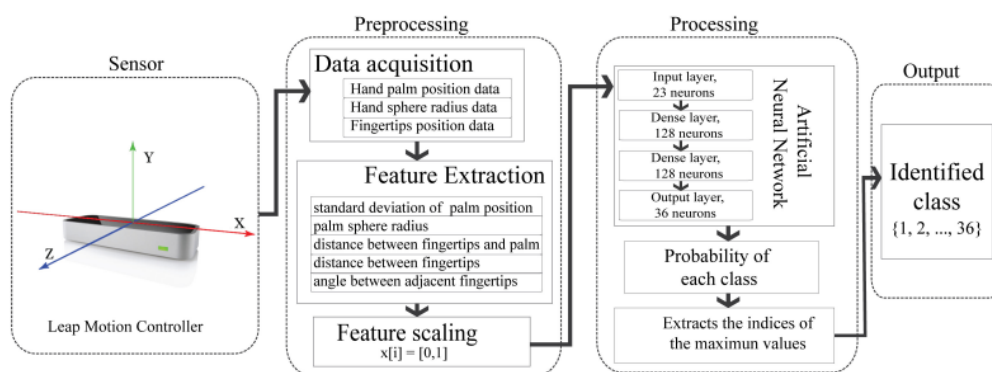 Sensor
Y
X
Z
Leap Motion Controller
Preprocessing
Data acquisition
Hand palm position data
Hand sphere radius data
Fingertips position data
Feature Extraction
standard deviation of palm position
palm sphere radius
distance between fingertips and palm
distance between fingertips
angle between adjacent fingertips
Feature scaling
x[i] = [0,1]
Processing
Input layer,
23 neurons
Dense layer,
128 neurons
Dense layer,
128 neurons
Output layer,
36 neurons
Artificial
Neural Network
Probability of
each class
Extracts the indices of
the maximun values
Output
Identified
class
{1, 2, ..., 36}